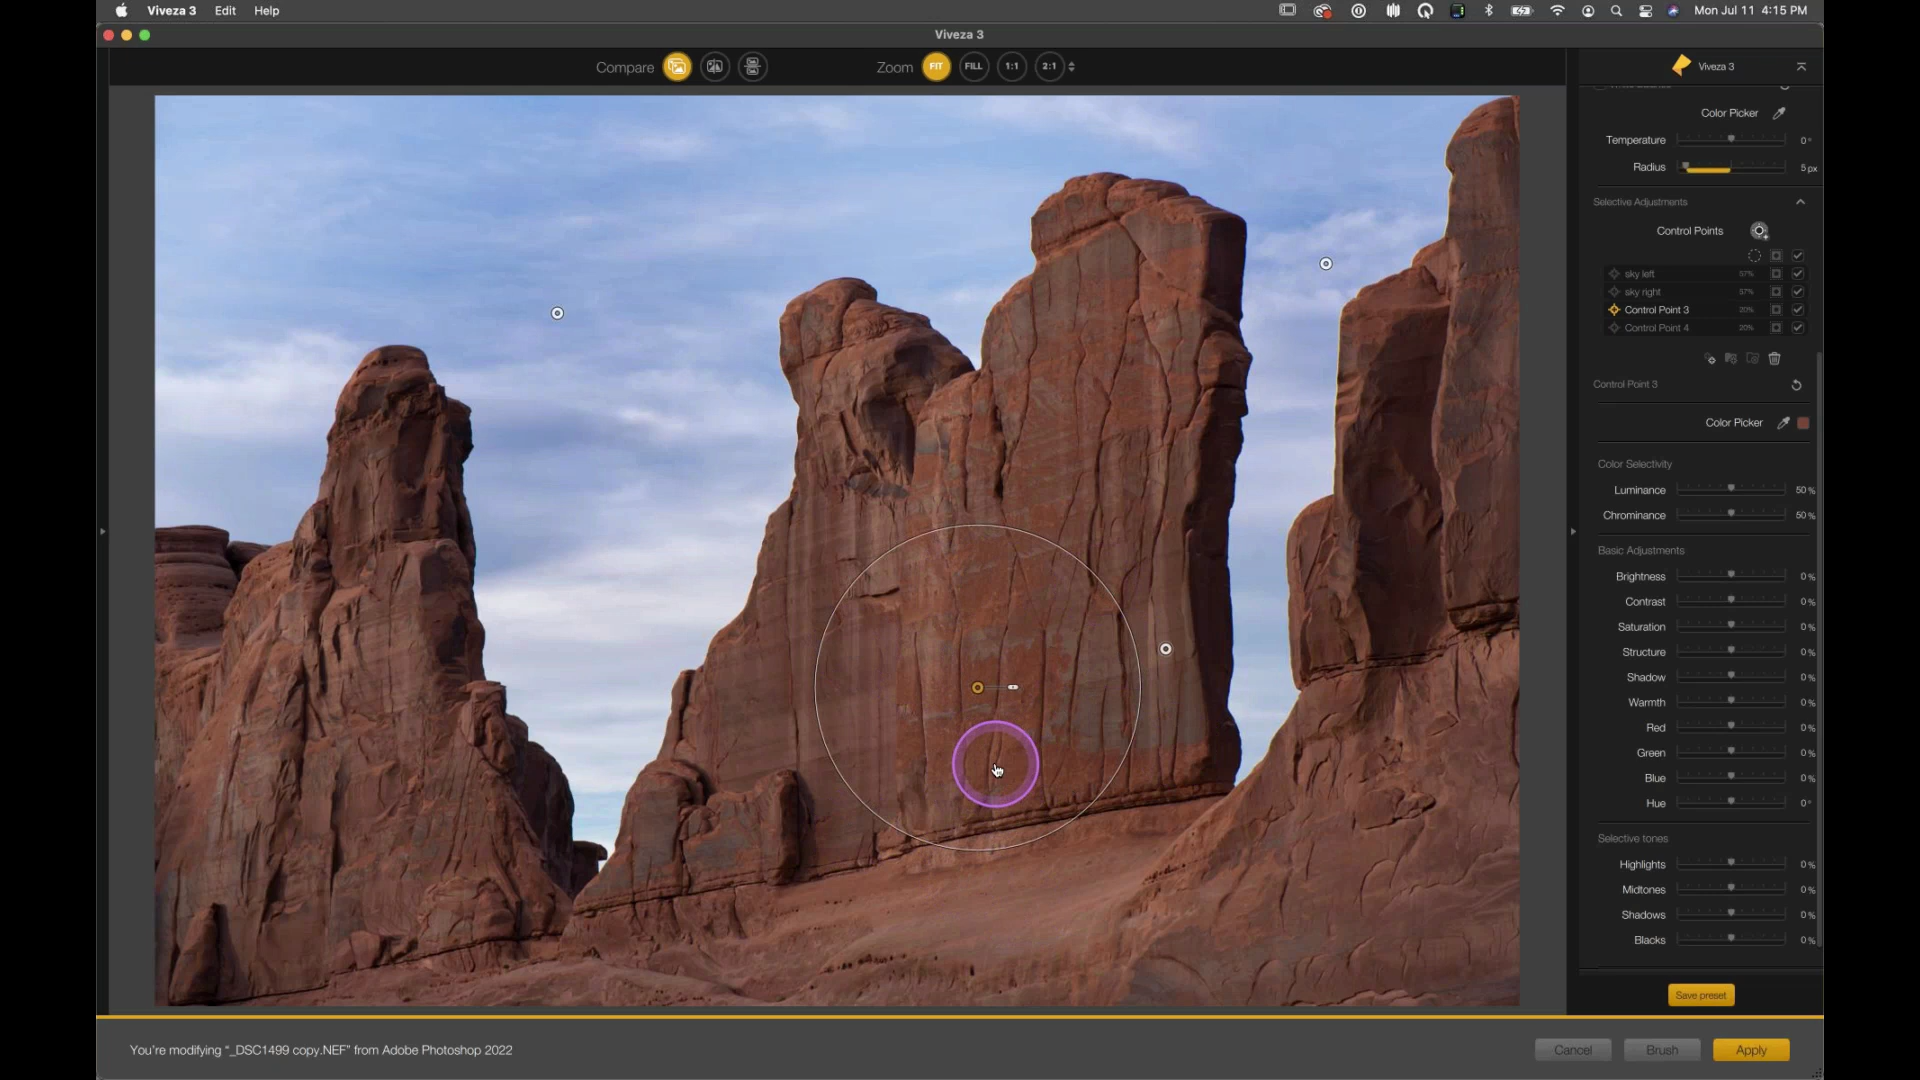 Viveza 3 Edit Help
Mon Jul 11 4:15 PM
Viveza 3
Compare
Zoom FIT FILL 1:1 2:1
Viveza 3
Color Picker
Temperature 0°
Radius 5 px
Selective Adjustments
Control Points
sky left 57%
sky right 57%
Control Point 3 20%
Control Point 4 20%
Control Point 3
Color Picker
Color Selectivity
Luminance 50 %
Chrominance 50 %
Basic Adjustments
Brightness 0 %
Contrast 0 %
Saturation 0 %
Structure 0 %
Shadow 0 %
Warmth 0 %
Red 0 %
Green 0 %
Blue 0 %
Hue 0 °
Selective tones
Highlights 0 %
Midtones 0 %
Shadows 0 %
Blacks 0 %
Save preset
You're modifying "_DSC1499 copy.NEF" from Adobe Photoshop 2022
Cancel Brush Apply